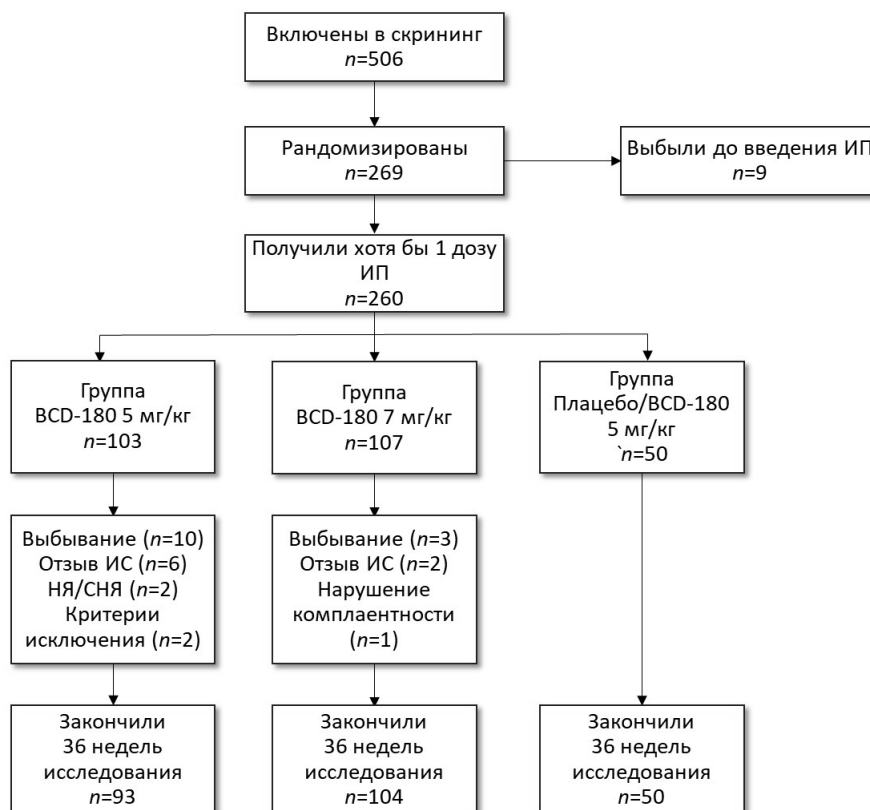 Включены в скрининг
n=506
Рандомизированы
n=269
Выбыли до введения ИП
n=9
Получили хотя бы 1 дозу
ИП
n=260
Группа
BCD-180 5 мг/кг
n=103
Группа
BCD-180 7 мг/кг
n=107
Группа
Плацебо/BCD-180
5 мг/кг
`n=50
Выбывание (n=10)
Отзыв ИС (n=6)
НЯ/СНЯ (n=2)
Критерии
исключения (n=2)
Выбывание (n=3)
Отзыв ИС (n=2)
Нарушение
комплаентности
(n=1)
Закончили
36 недель
исследования
n=93
Закончили
36 недель
исследования
n=104
Закончили
36 недель
исследования
n=50